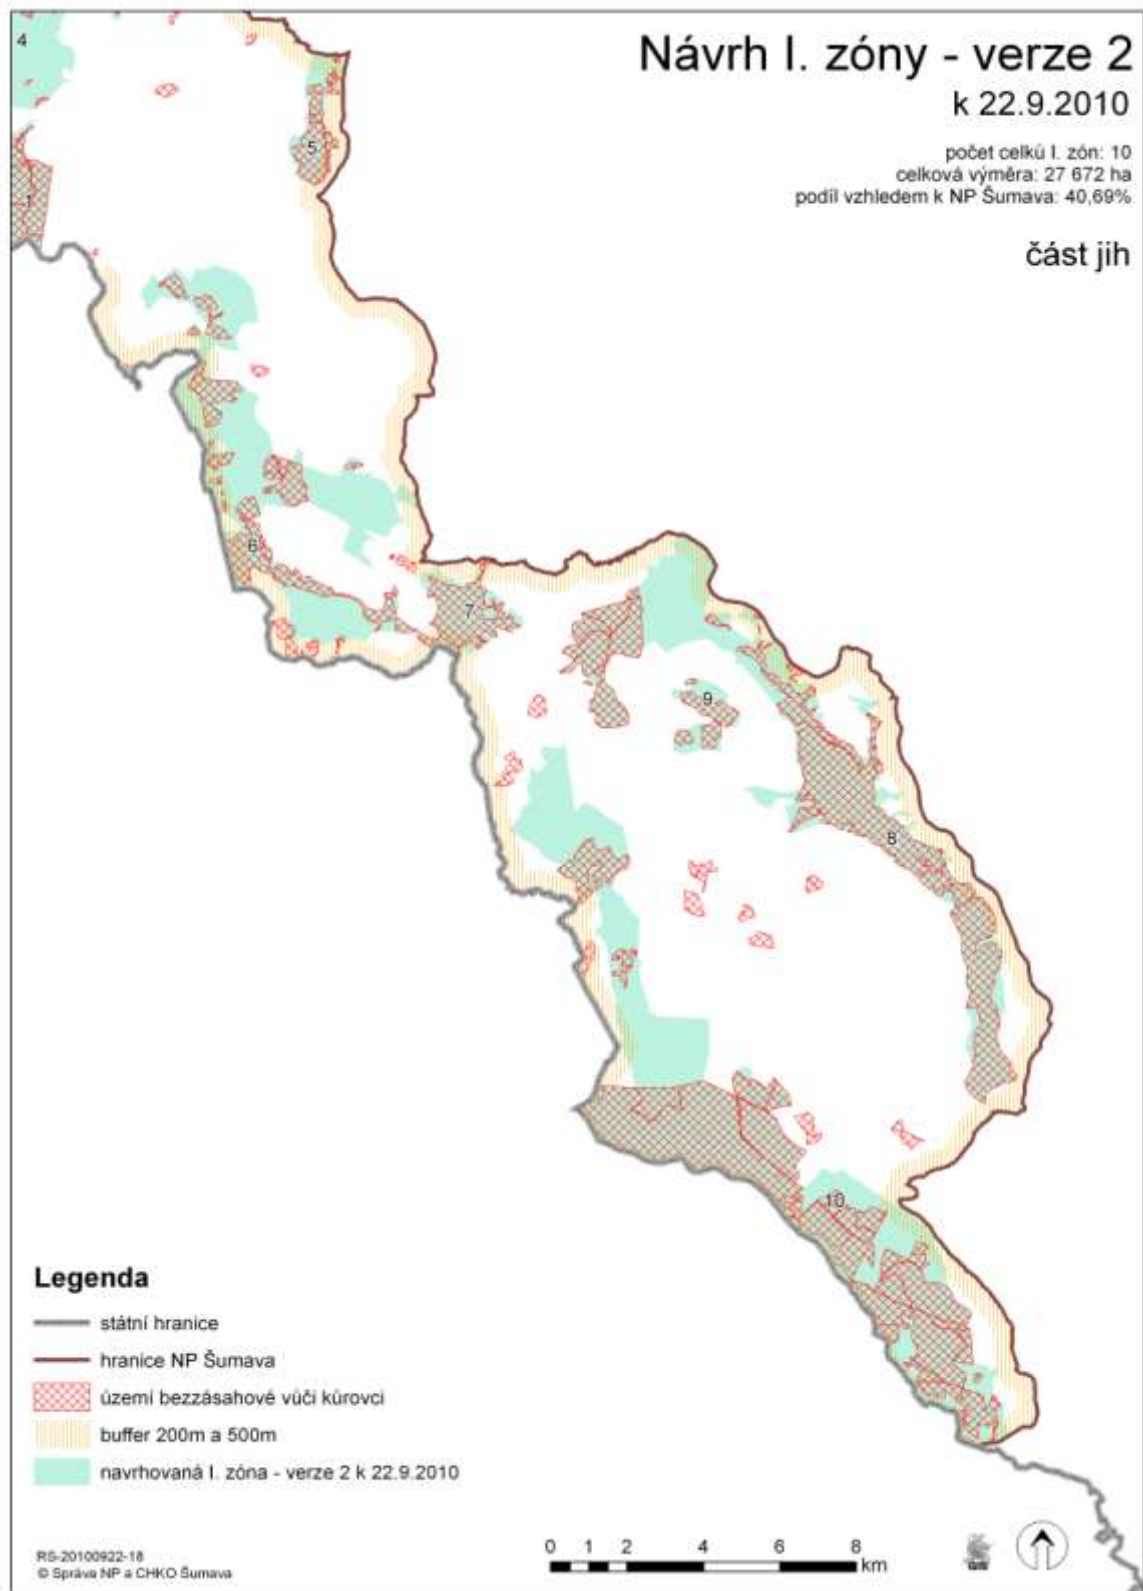 Návrh I. zóny - verze 2
k 22.9.2010
počet celků I. zón: 10
celková výměra: 27 672 ha
podíl vzhledem k NP Šumava: 40,69%
část jih
4
5
1
6
7
9
8
10
Legenda
státní hranice
hranice NP Šumava
území bezzásahové vůči kůrovci
buffer 200m a 500m
navrhovaná I. zóna - verze 2 k 22.9.2010
RS-20100922-18
© Správa NP a CHKO Šumava
0 1 2 4 6 8
km
GIS